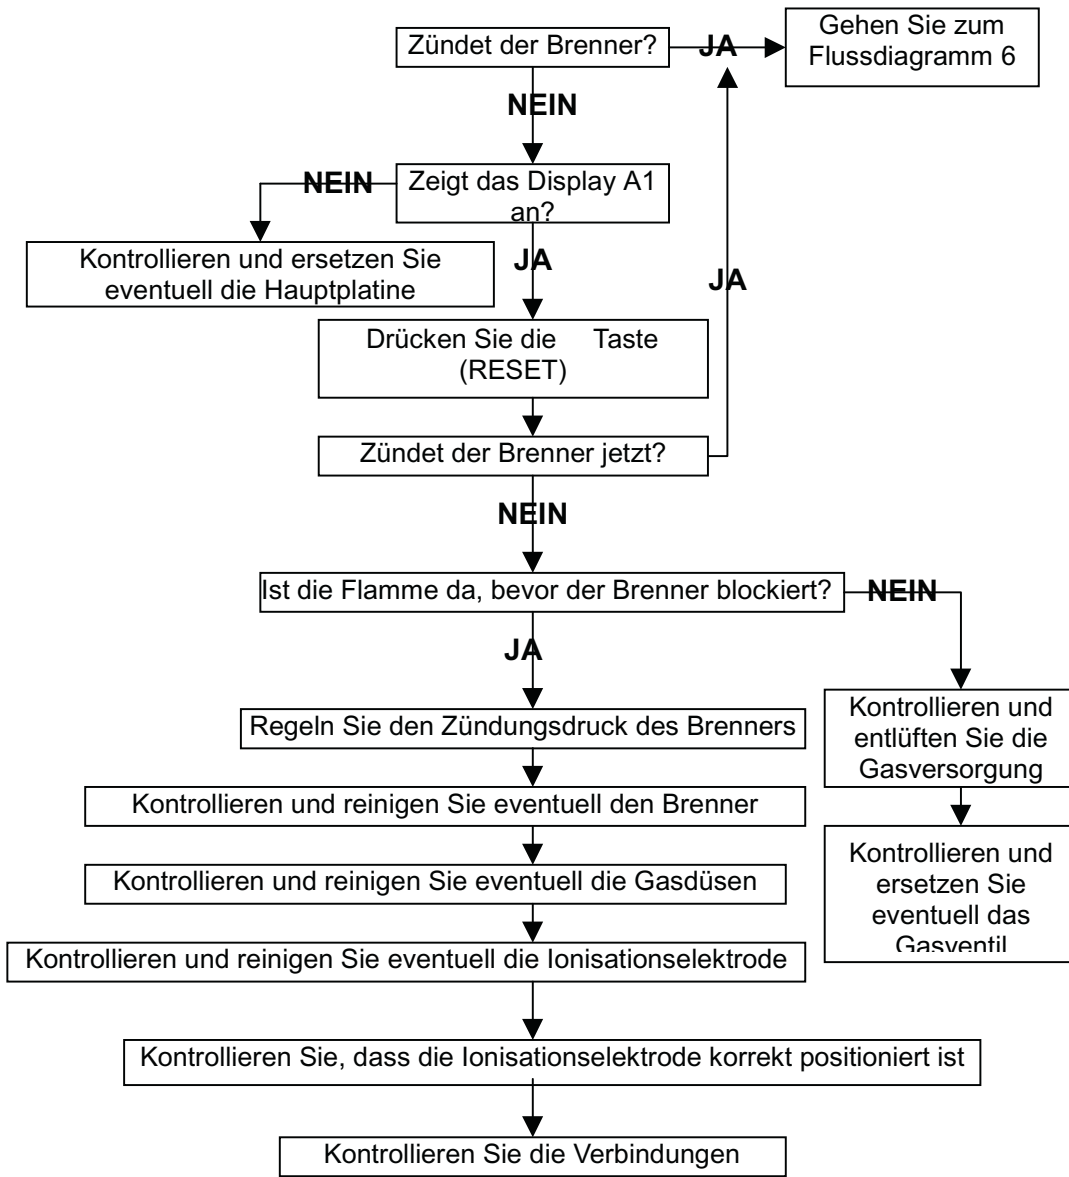 Zündet der Brenner?
JA
Gehen Sie zum
Flussdiagramm 6
NEIN
NEIN
Zeigt das Display A1
an?
Kontrollieren und ersetzen Sie
eventuell die Hauptplatine
JA
JA
Drücken Sie die Taste
(RESET)
Zündet der Brenner jetzt?
NEIN
Ist die Flamme da, bevor der Brenner blockiert?
NEIN
JA
Regeln Sie den Zündungsdruck des Brenners
Kontrollieren und
entlüften Sie die
Gasversorgung
Kontrollieren und reinigen Sie eventuell den Brenner
Kontrollieren und
ersetzen Sie
eventuell das
Gasventil
Kontrollieren und reinigen Sie eventuell die Gasdüsen
Kontrollieren und reinigen Sie eventuell die Ionisationselektrode
Kontrollieren Sie, dass die Ionisationselektrode korrekt positioniert ist
Kontrollieren Sie die Verbindungen